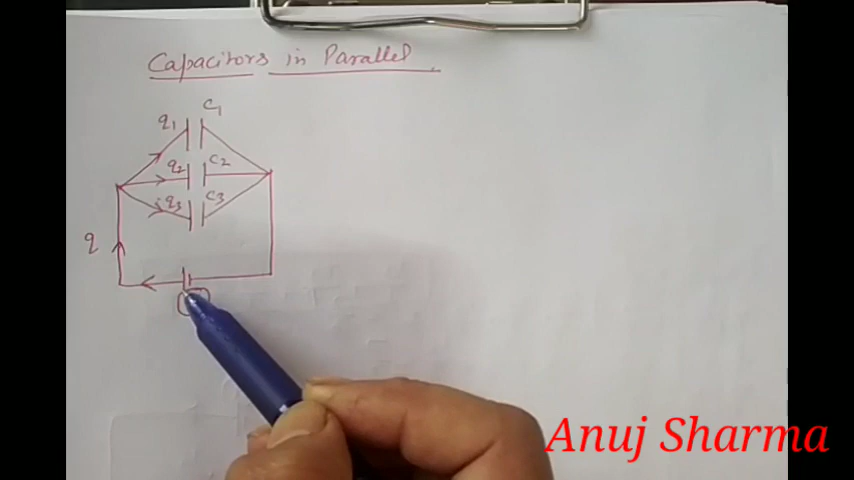 Capacitors in Parallel
C1
q1
q2 C2
q3 C3
q
Anuj Sharma